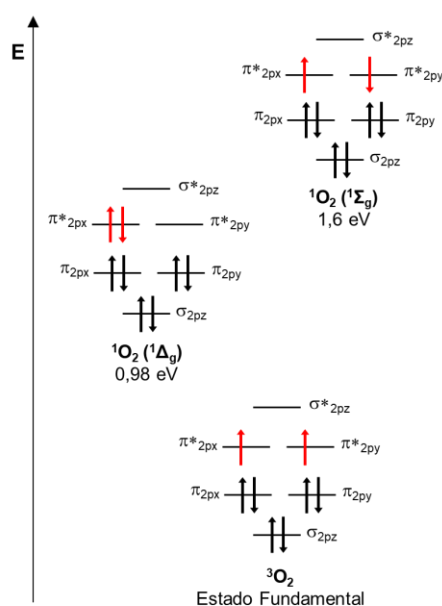 E
σ*2pz
π*2px π*2py
π2px π2py
σ2pz
¹O₂ (¹Σg)
1,6 eV
σ*2pz
π*2px π*2py
π2px π2py
σ2pz
¹O₂ (¹Δg)
0,98 eV
σ*2pz
π*2px π*2py
π2px π2py
σ2pz
³O₂
Estado Fundamental